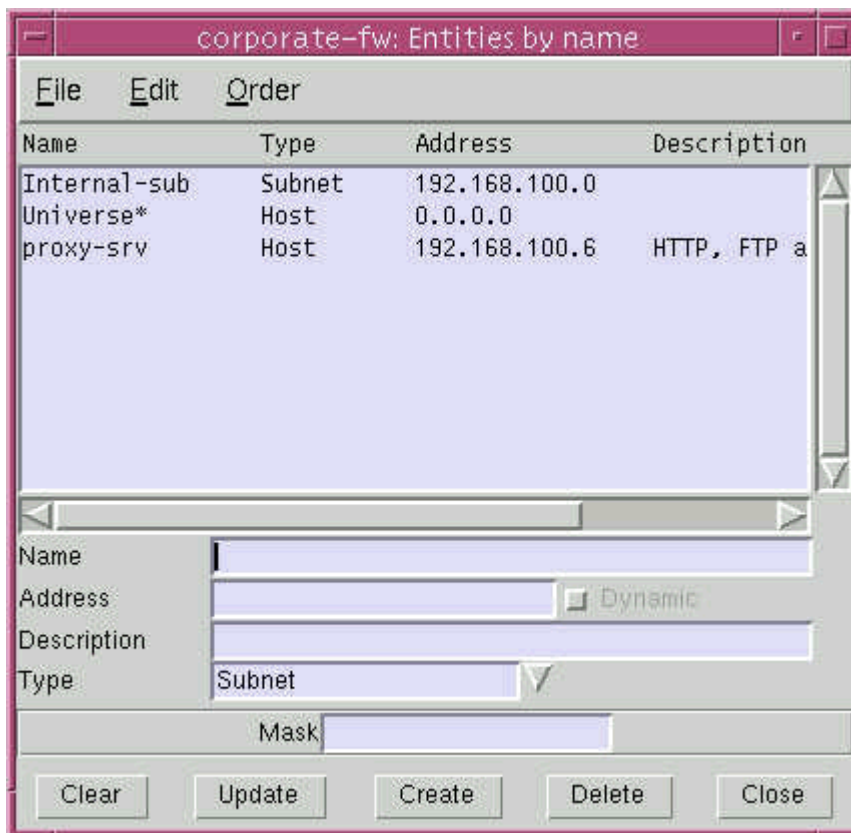 corporate-fw: Entities by name
File Edit Order
Name Type Address Description
Internal-sub Subnet 192.168.100.0
Universe* Host 0.0.0.0
proxy-srv Host 192.168.100.6 HTTP, FTP a
Name
Address Dynamic
Description
Type Subnet
Mask
Clear Update Create Delete Close